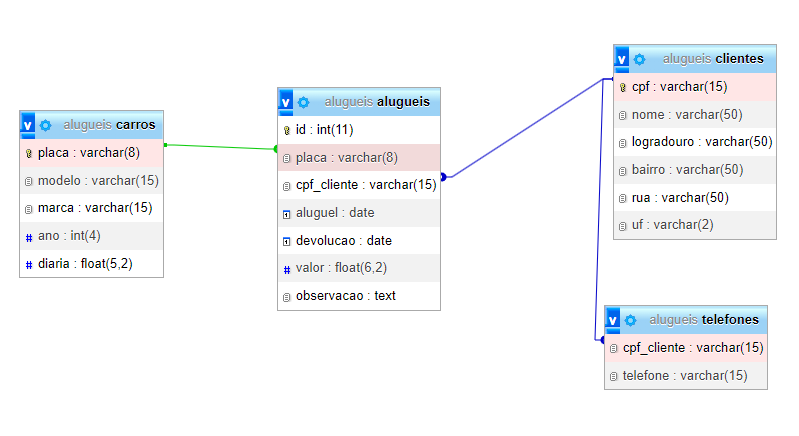 alugueis carros
placa : varchar(8)
modelo : varchar(15)
marca : varchar(15)
# ano : int(4)
# diaria : float(5,2)
alugueis alugueis
id : int(11)
placa : varchar(8)
cpf_cliente : varchar(15)
aluguel : date
devolucao : date
# valor : float(6,2)
observacao : text
alugueis clientes
cpf : varchar(15)
nome : varchar(50)
logradouro : varchar(50)
bairro : varchar(50)
rua : varchar(50)
uf : varchar(2)
alugueis telefones
cpf_cliente : varchar(15)
telefone : varchar(15)